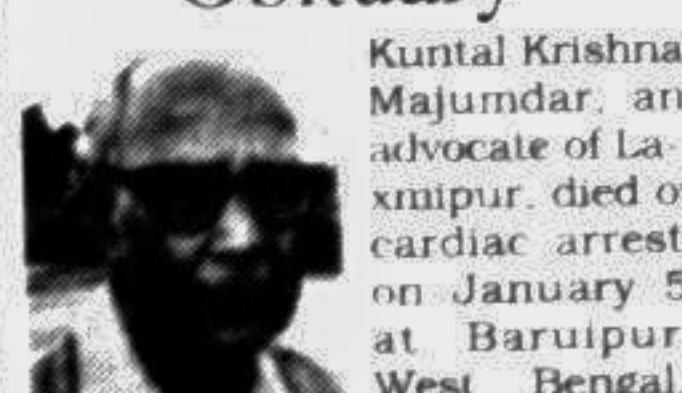 Obituary
Kuntal Krishna
Majumdar, an
advocate of La-
xmipur, died of
cardiac arrest
on January 5
at Baruipur
West Bengal,